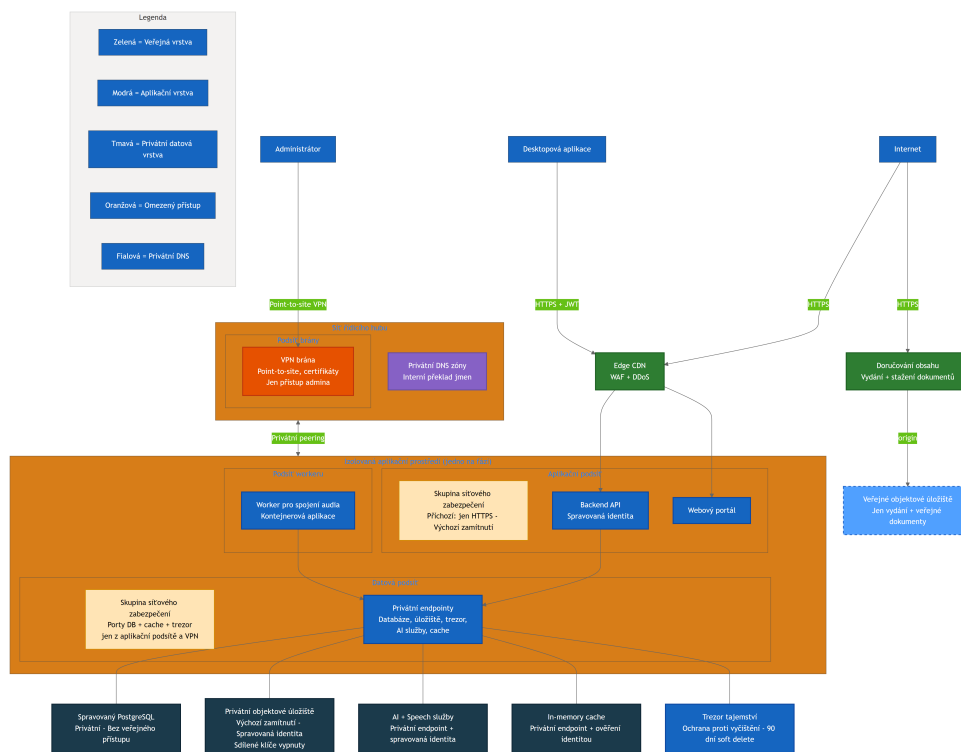 Legenda
Zelená = Veřejná vrstva
Modrá = Aplikační vrstva
Tmavá = Privátní datová
vrstva
Oranžová = Omezený přístup
Fialová = Privátní DNS
Administrátor
Desktopová aplikace
Internet
Point-to-site VPN
HTTPS + JWT
HTTPS
HTTPS
VPN brána
Point-to-site, certifikáty
Jen přístup admina
Privátní DNS zóny
Interní překlad jmen
Edge CDN
WAF + DDoS
Doručování obsahu
Vydání + stažení dokumentů
Privátní peering
origin
Podsíť workeru
Aplikační podsíť
Worker pro spojení audia
Kontejnerová aplikace
Skupina síťového
zabezpečení
Příchozí: jen HTTPS -
Výchozí zamítnutí
Backend API
Spravovaná identita
Webový portál
Veřejné objektové úložiště
Jen vydání + veřejné
dokumenty
Datová podsíť
Skupina síťového
zabezpečení
Porty DB + cache + trezor
jen z aplikační podsítě a VPN
Privátní endpointy
Databáze, úložiště, trezor,
AI služby, cache
Spravovaný PostgreSQL
Privátní - Bez veřejného
přístupu
Privátní objektové úložiště
Výchozí zamítnutí -
Spravovaná identita
Sdílené klíče vypnuty
AI + Speech služby
Privátní endpoint +
spravovaná identita
In-memory cache
Privátní endpoint + ověření
identitou
Trezor tajemství
Ochrana proti vyčištění - 90
dní soft delete